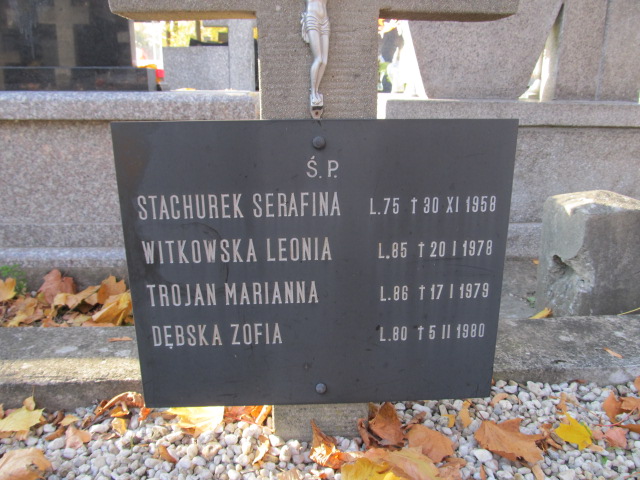 Ś. P.
STACHUREK SERAFINA L.75 † 30 XI 1958
WITKOWSKA LEONIA L.85 † 20 I 1978
TROJAN MARIANNA L.86 † 17 I 1979
DĘBSKA ZOFIA L.80 † 5 II 1980